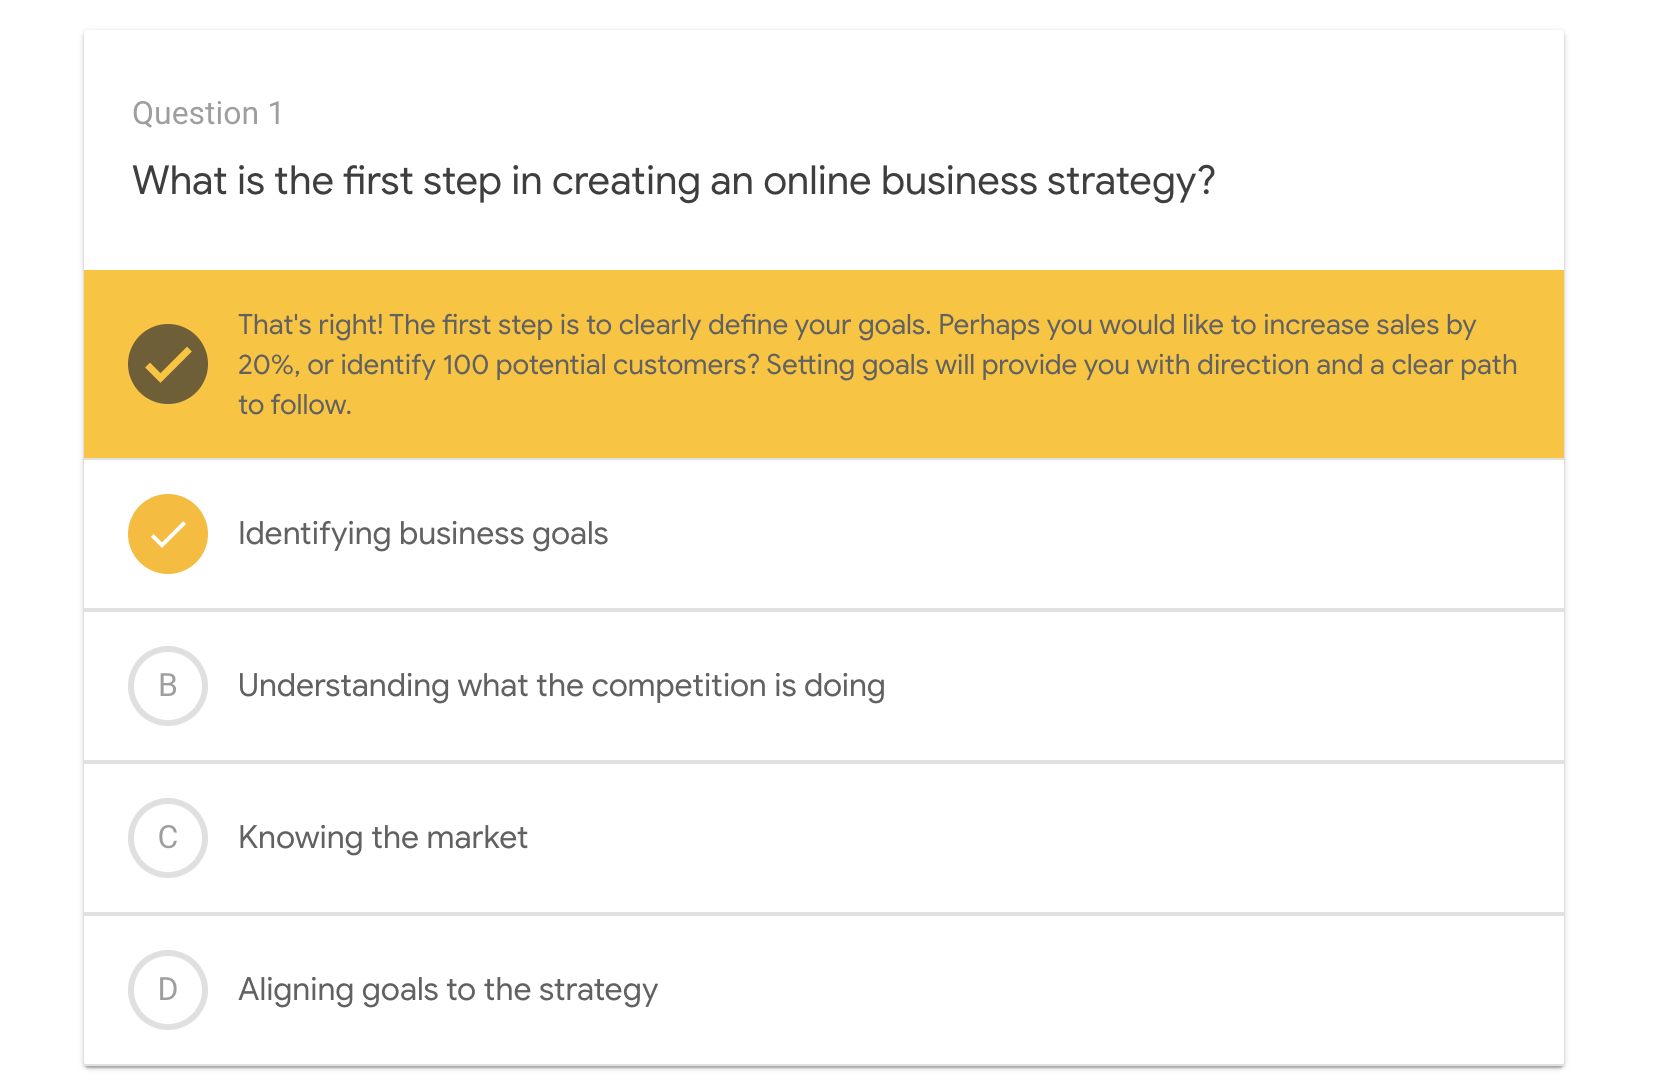 Question 1
What is the first step in creating an online business strategy?
That's right! The first step is to clearly define your goals. Perhaps you would like to increase sales by
20%, or identify 100 potential customers? Setting goals will provide you with direction and a clear path
to follow.
Identifying business goals
B Understanding what the competition is doing
C Knowing the market
D Aligning goals to the strategy